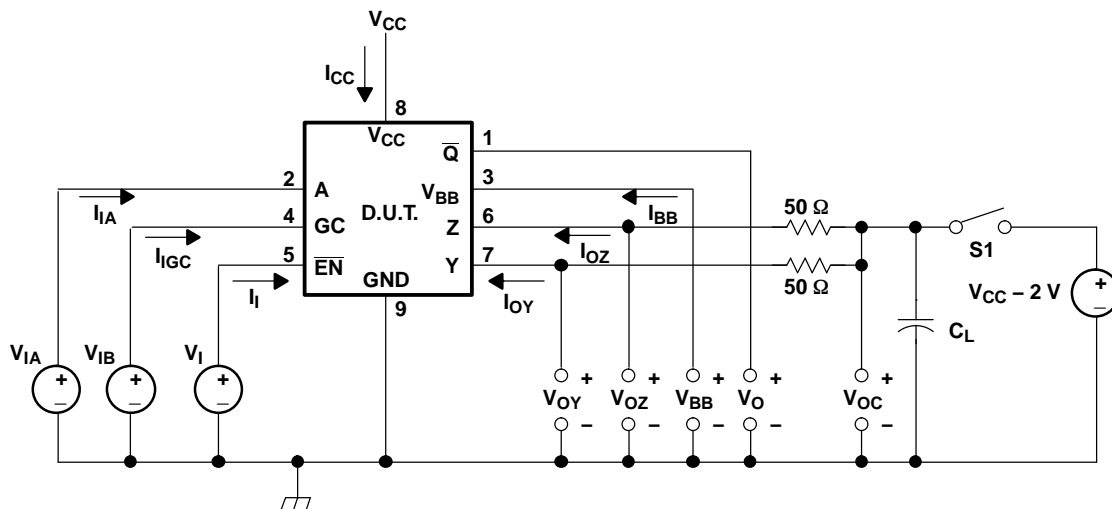 VCC
ICC
8
VCC
1
Q̅
2
A
3
VBB
IIA
D.U.T.
IBB
50 Ω
4
GC
6
Z
IIGC
IOZ
S1
5
E̅N̅
7
Y
50 Ω
GND
II
IOY
9
VCC – 2 V
+
–
CL
VIA
+
–
VIB
+
–
VI
+
–
+
VOY
–
+
VOZ
–
+
VBB
–
+
VO
–
+
VOC
–